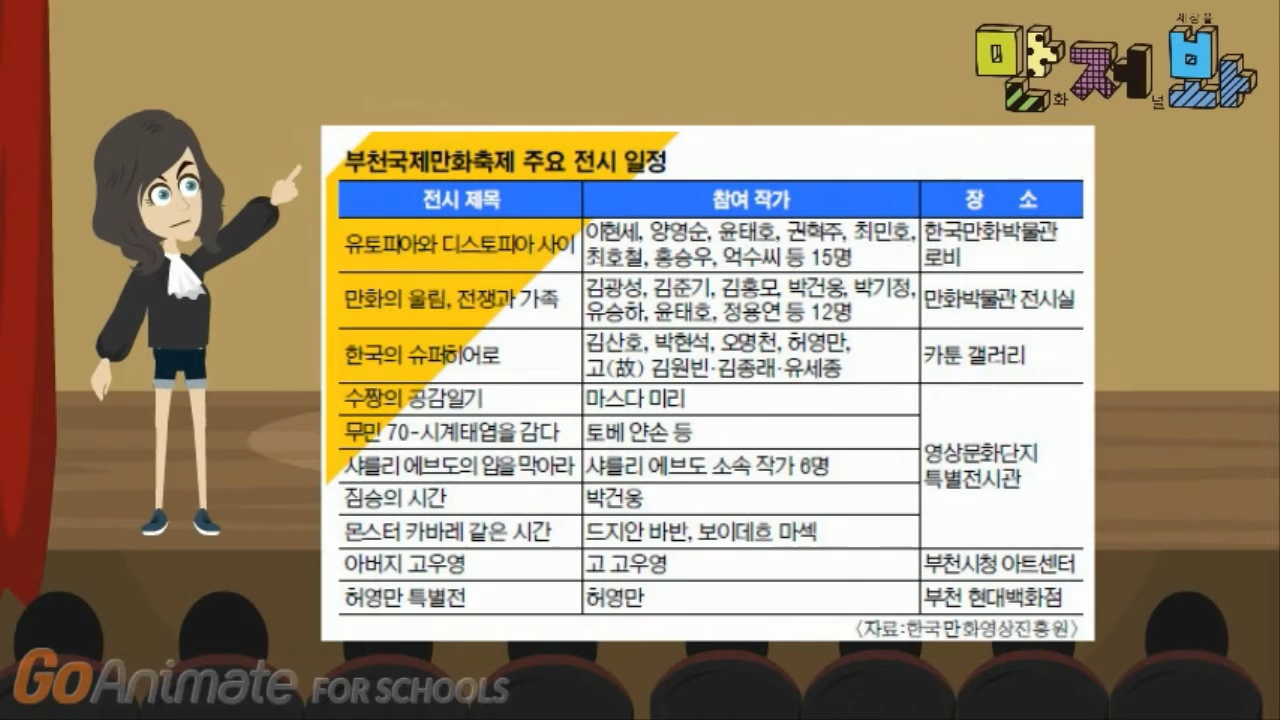 세상을
만 저 봐
화 널
부천국제만화축제 주요 전시 일정
전시 제목 참여 작가 장 소
유토피아와 디스토피아 사이 이현세, 양영순, 윤태호, 권혁주, 최민호, 한국만화박물관
최호철, 홍승우, 억수씨 등 15명 로비
만화의 울림, 전쟁과 가족 김광성, 김준기, 김홍모, 박건웅, 박기정, 만화박물관 전시실
유승하, 윤태호, 정용연 등 12명
한국의 슈퍼히어로 김산호, 박현석, 오명천, 허영만, 카툰 갤러리
고(故) 김원빈·김종래·유세종
수짱의 공감일기 마스다 미리
무민 70-시계태엽을 감다 토베 얀손 등
샤를리 에브도의 입을 막아라 샤를리 에브도 소속 작가 6명 영상문화단지
짐승의 시간 박건웅 특별전시관
몬스터 카바레 같은 시간 드지안 바반, 보이데흐 마섹
아버지 고우영 고 고우영 부천시청 아트센터
허영만 특별전 허영만 부천 현대백화점
〈자료:한국만화영상진흥원〉
GoAnimate FOR SCHOOLS